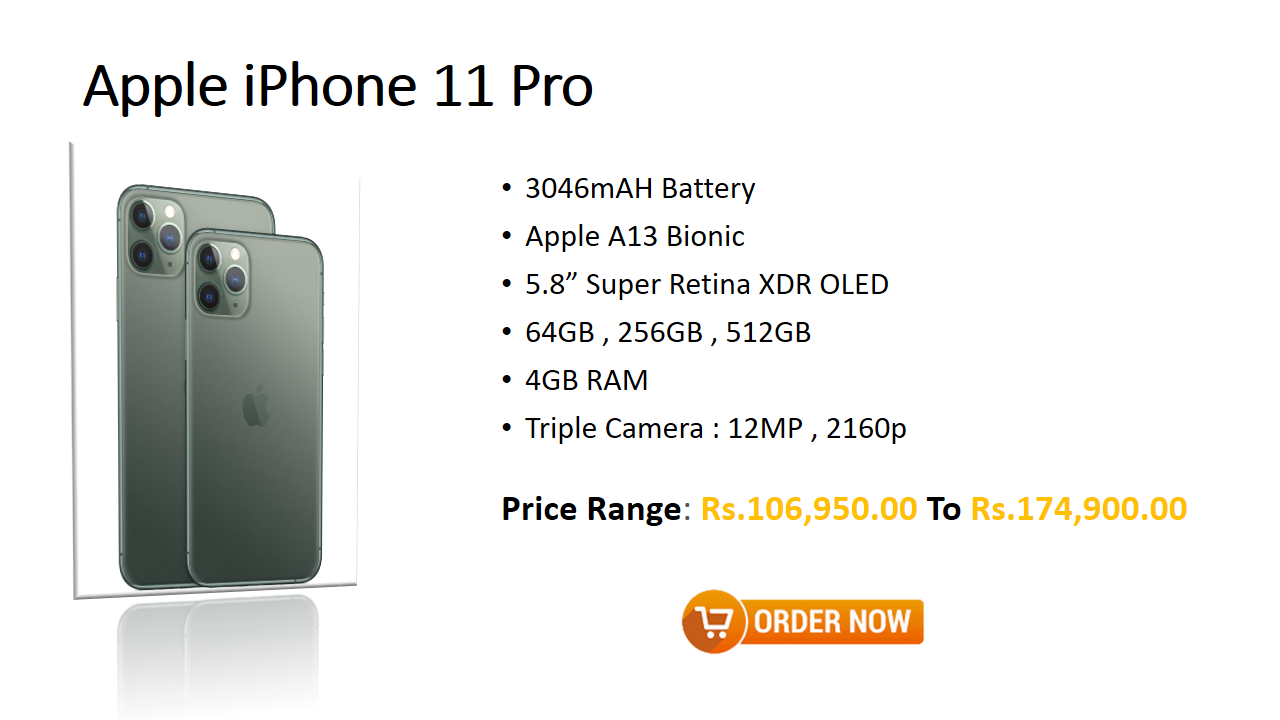 Apple iPhone 11 Pro
• 3046mAH Battery
• Apple A13 Bionic
• 5.8” Super Retina XDR OLED
• 64GB , 256GB , 512GB
• 4GB RAM
• Triple Camera : 12MP , 2160p
Price Range: Rs.106,950.00 To Rs.174,900.00
ORDER NOW